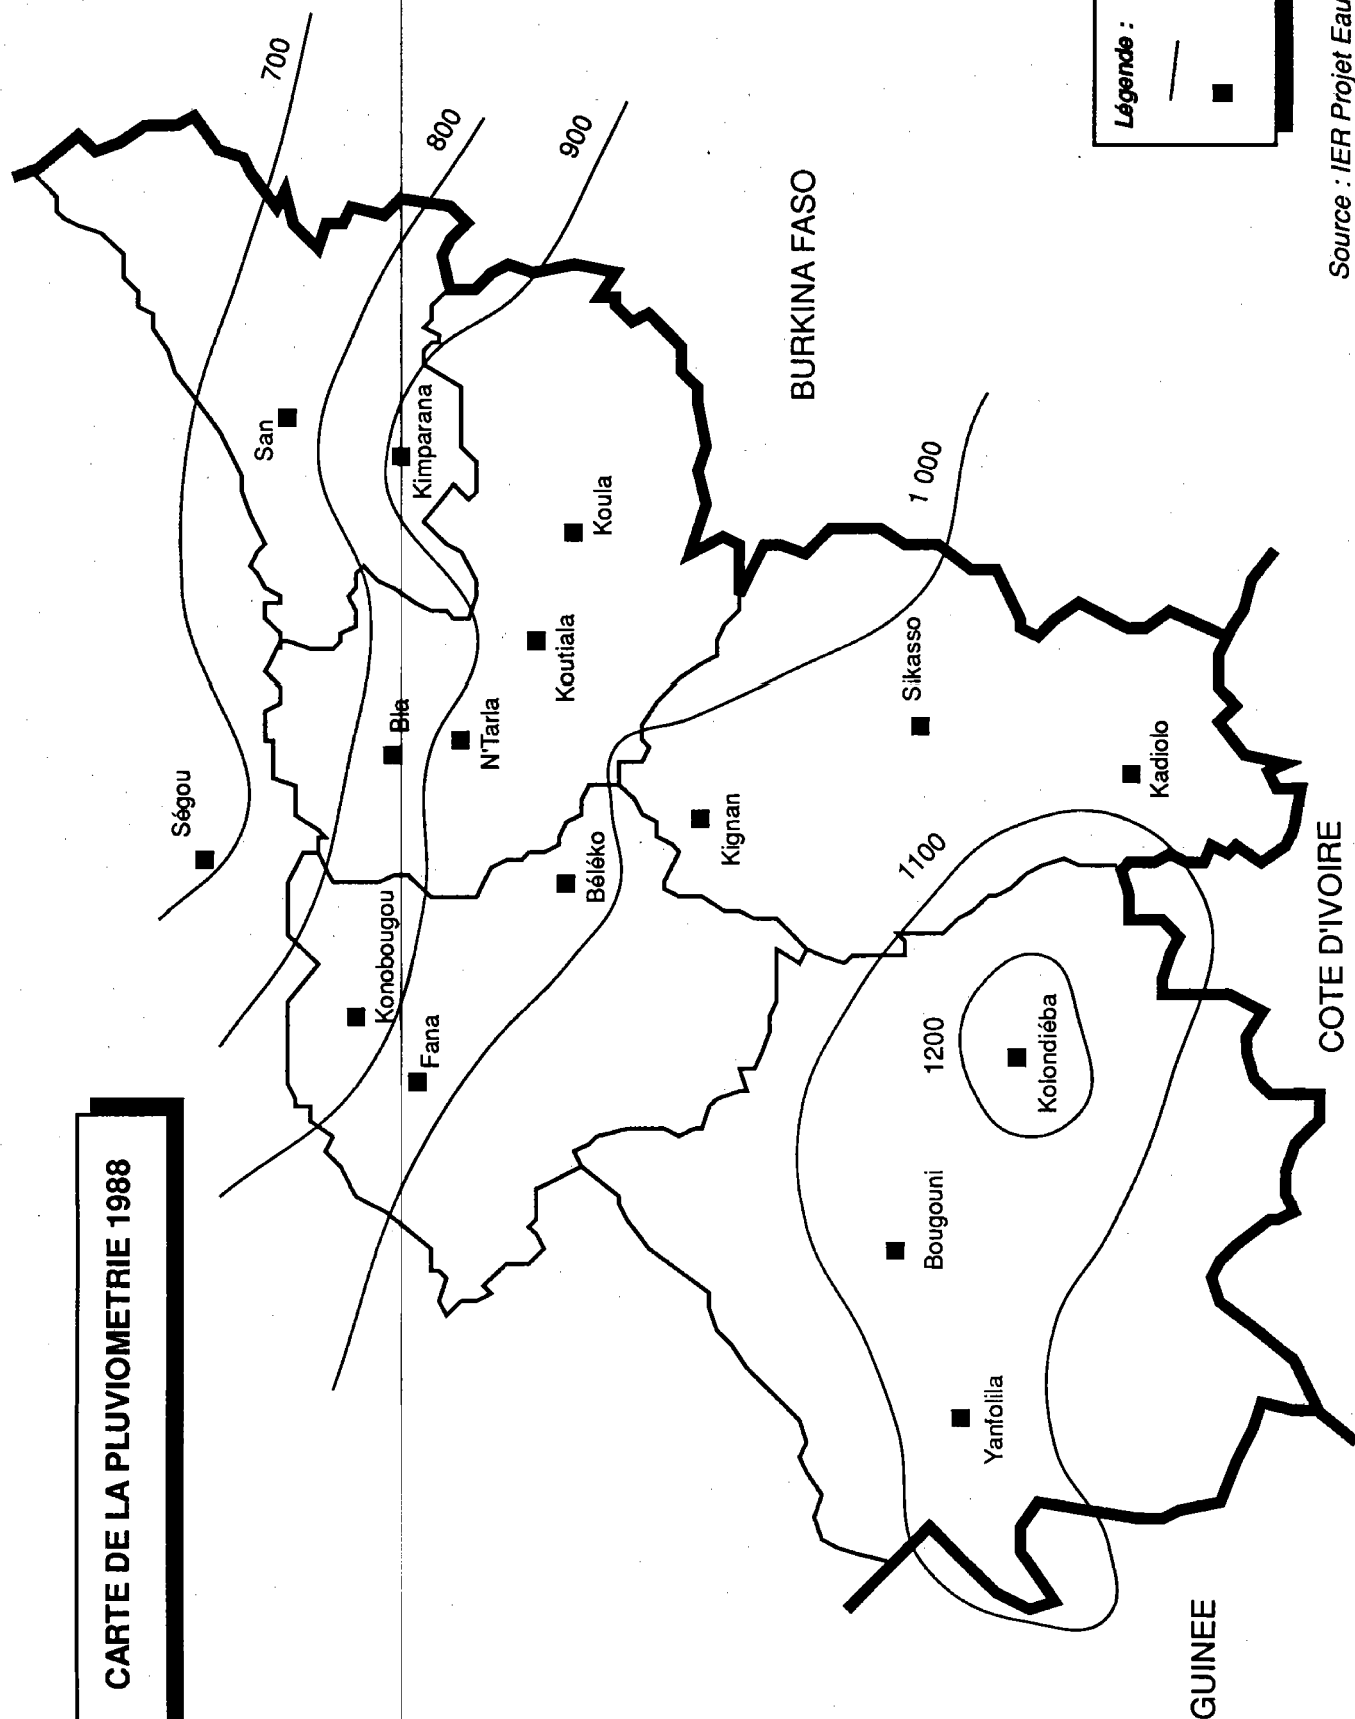 CARTE DE LA PLUVIOMETRIE 1988
700
800
900
1 000
1100
1200
Ségou
San
Kimparana
Bla
N'Tarla
Koutiala
Koula
Konobougou
Fana
Béléko
Kignan
Sikasso
Kadiolo
Kolondiéba
Bougouni
Yanfolila
BURKINA FASO
COTE D'IVOIRE
GUINEE
Légende :
Source : IER Projet Eau